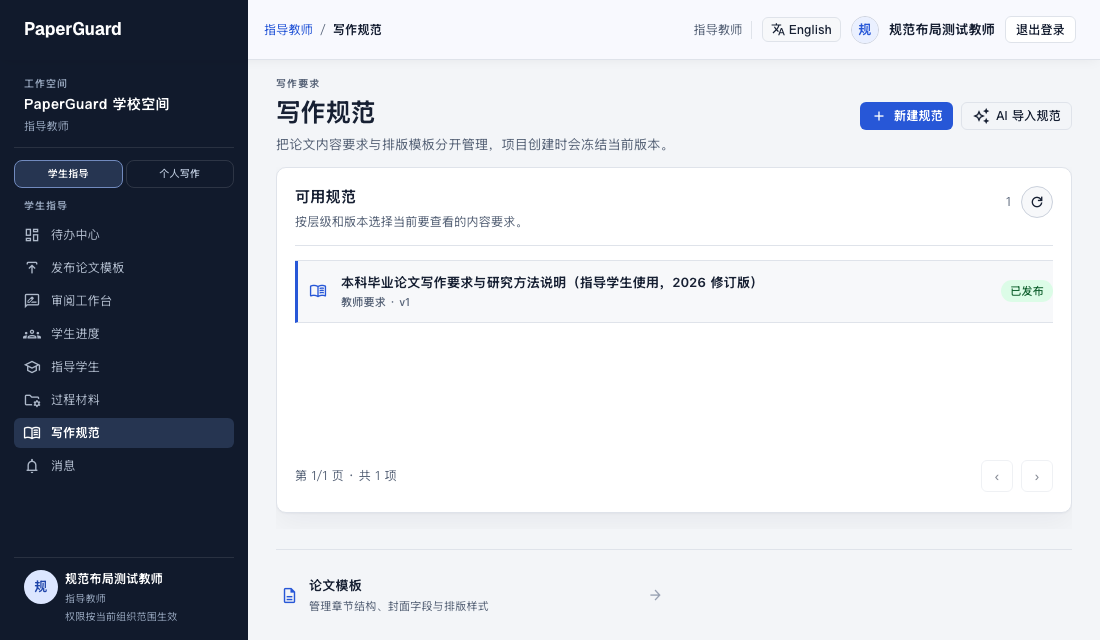 PaperGuard
工作空间
PaperGuard 学校空间
指导教师
学生指导
个人写作
学生指导
待办中心
发布论文模板
审阅工作台
学生进度
指导学生
过程材料
写作规范
消息
规
规范布局测试教师
指导教师
权限按当前组织范围生效
指导教师 / 写作规范
指导教师
English
规
规范布局测试教师
退出登录
写作要求
写作规范
把论文内容要求与排版模板分开管理，项目创建时会冻结当前版本。
新建规范
AI 导入规范
可用规范
按层级和版本选择当前要查看的内容要求。
1
本科毕业论文写作要求与研究方法说明（指导学生使用，2026 修订版）
教师要求 · v1
已发布
第 1/1 页 · 共 1 项
‹
›
论文模板
管理章节结构、封面字段与排版样式